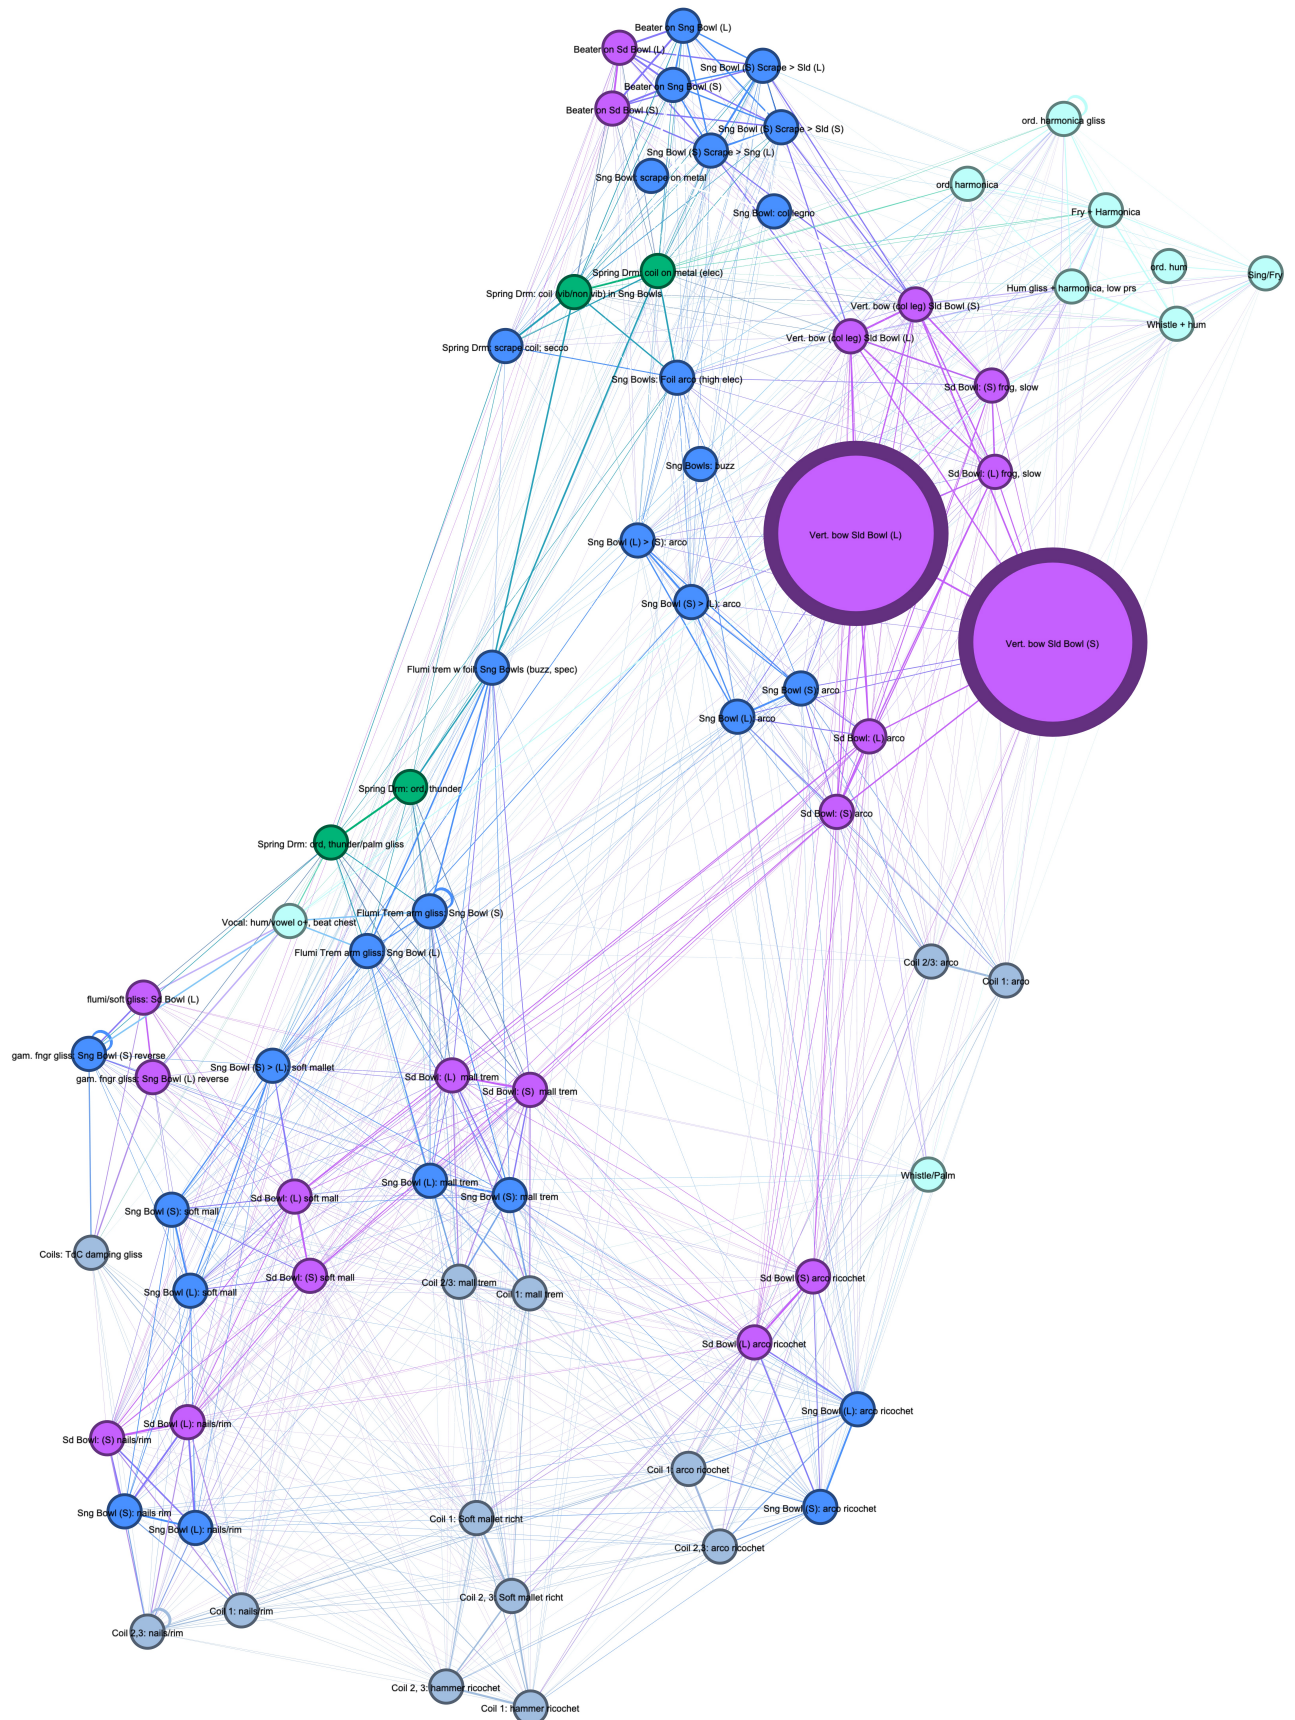 Beater on Sng Bowl (L)
Beater on Sd Bowl (L)
Sng Bowl (S) Scrape > Sld (L)
Beater on Sng Bowl (S)
Beater on Sd Bowl (S)
ord. harmonica gliss
Sng Bowl (S) Scrape > Sld (S)
Sng Bowl (S) Scrape > Sng (L)
Sng Bowl: scrape on metal
ord. harmonica
Sng Bowl: col legno
Fry + Harmonica
ord. hum
Spring Drm: coil on metal (elec)
Sing/Fry
Spring Drm: coil (vib/non vib) in Sng Bowls
Hum gliss + harmonica, low prs
Vert. bow (col leg) Sld Bowl (S)
Whistle + hum
Vert. bow (col leg) Sld Bowl (L)
Spring Drm: scrape coil; secco
Sng Bowls: Foil arco (high elec)
Sd Bowl: (S) frog, slow
Sng Bowls: buzz
Sd Bowl: (L) frog, slow
Vert. bow Sld Bowl (L)
Sng Bowl (L) > (S): arco
Sng Bowl (S) > (L): arco
Vert. bow Sld Bowl (S)
Flumi trem w foil, Sng Bowls (buzz, spec)
Sng Bowl (S): arco
Sng Bowl (L): arco
Sd Bowl: (L) arco
Spring Drm: ord, thunder
Sd Bowl: (S) arco
Spring Drm: ord, thunder/palm gliss
Flumi Trem arm gliss: Sng Bowl (S)
Vocal: hum/vowel o+, beat chest
Flumi Trem arm gliss: Sng Bowl (L)
Coil 2/3: arco
Coil 1: arco
flumi/soft gliss: Sd Bowl (L)
gam. fngr gliss: Sng Bowl (S) reverse
Sng Bowl (S) > (L): soft mallet
gam. fngr gliss: Sng Bowl (L) reverse
Sd Bowl: (L) mall trem
Sd Bowl: (S) mall trem
Whistle/Palm
Sng Bowl (L): mall trem
Sng Bowl (S): mall trem
Sd Bowl: (L) soft mall
Sng Bowl (S): soft mall
Coils: TdC damping gliss
Sd Bowl: (S) soft mall
Sd Bowl (S) arco ricochet
Coil 2/3: mall trem
Sng Bowl (L): soft mall
Coil 1: mall trem
Sd Bowl (L) arco ricochet
Sng Bowl (L): arco ricochet
Sd Bowl (L): nails/rim
Sd Bowl: (S) nails/rim
Coil 1: arco ricochet
Sng Bowl (S): arco ricochet
Sng Bowl (S): nails rim
Coil 1: Soft mallet richt
Sng Bowl (L): nails/rim
Coil 2,3: arco ricochet
Coil 2, 3: Soft mallet richt
Coil 1: nails/rim
Coil 2,3: nails/rim
Coil 2, 3: hammer ricochet
Coil 1: hammer ricochet